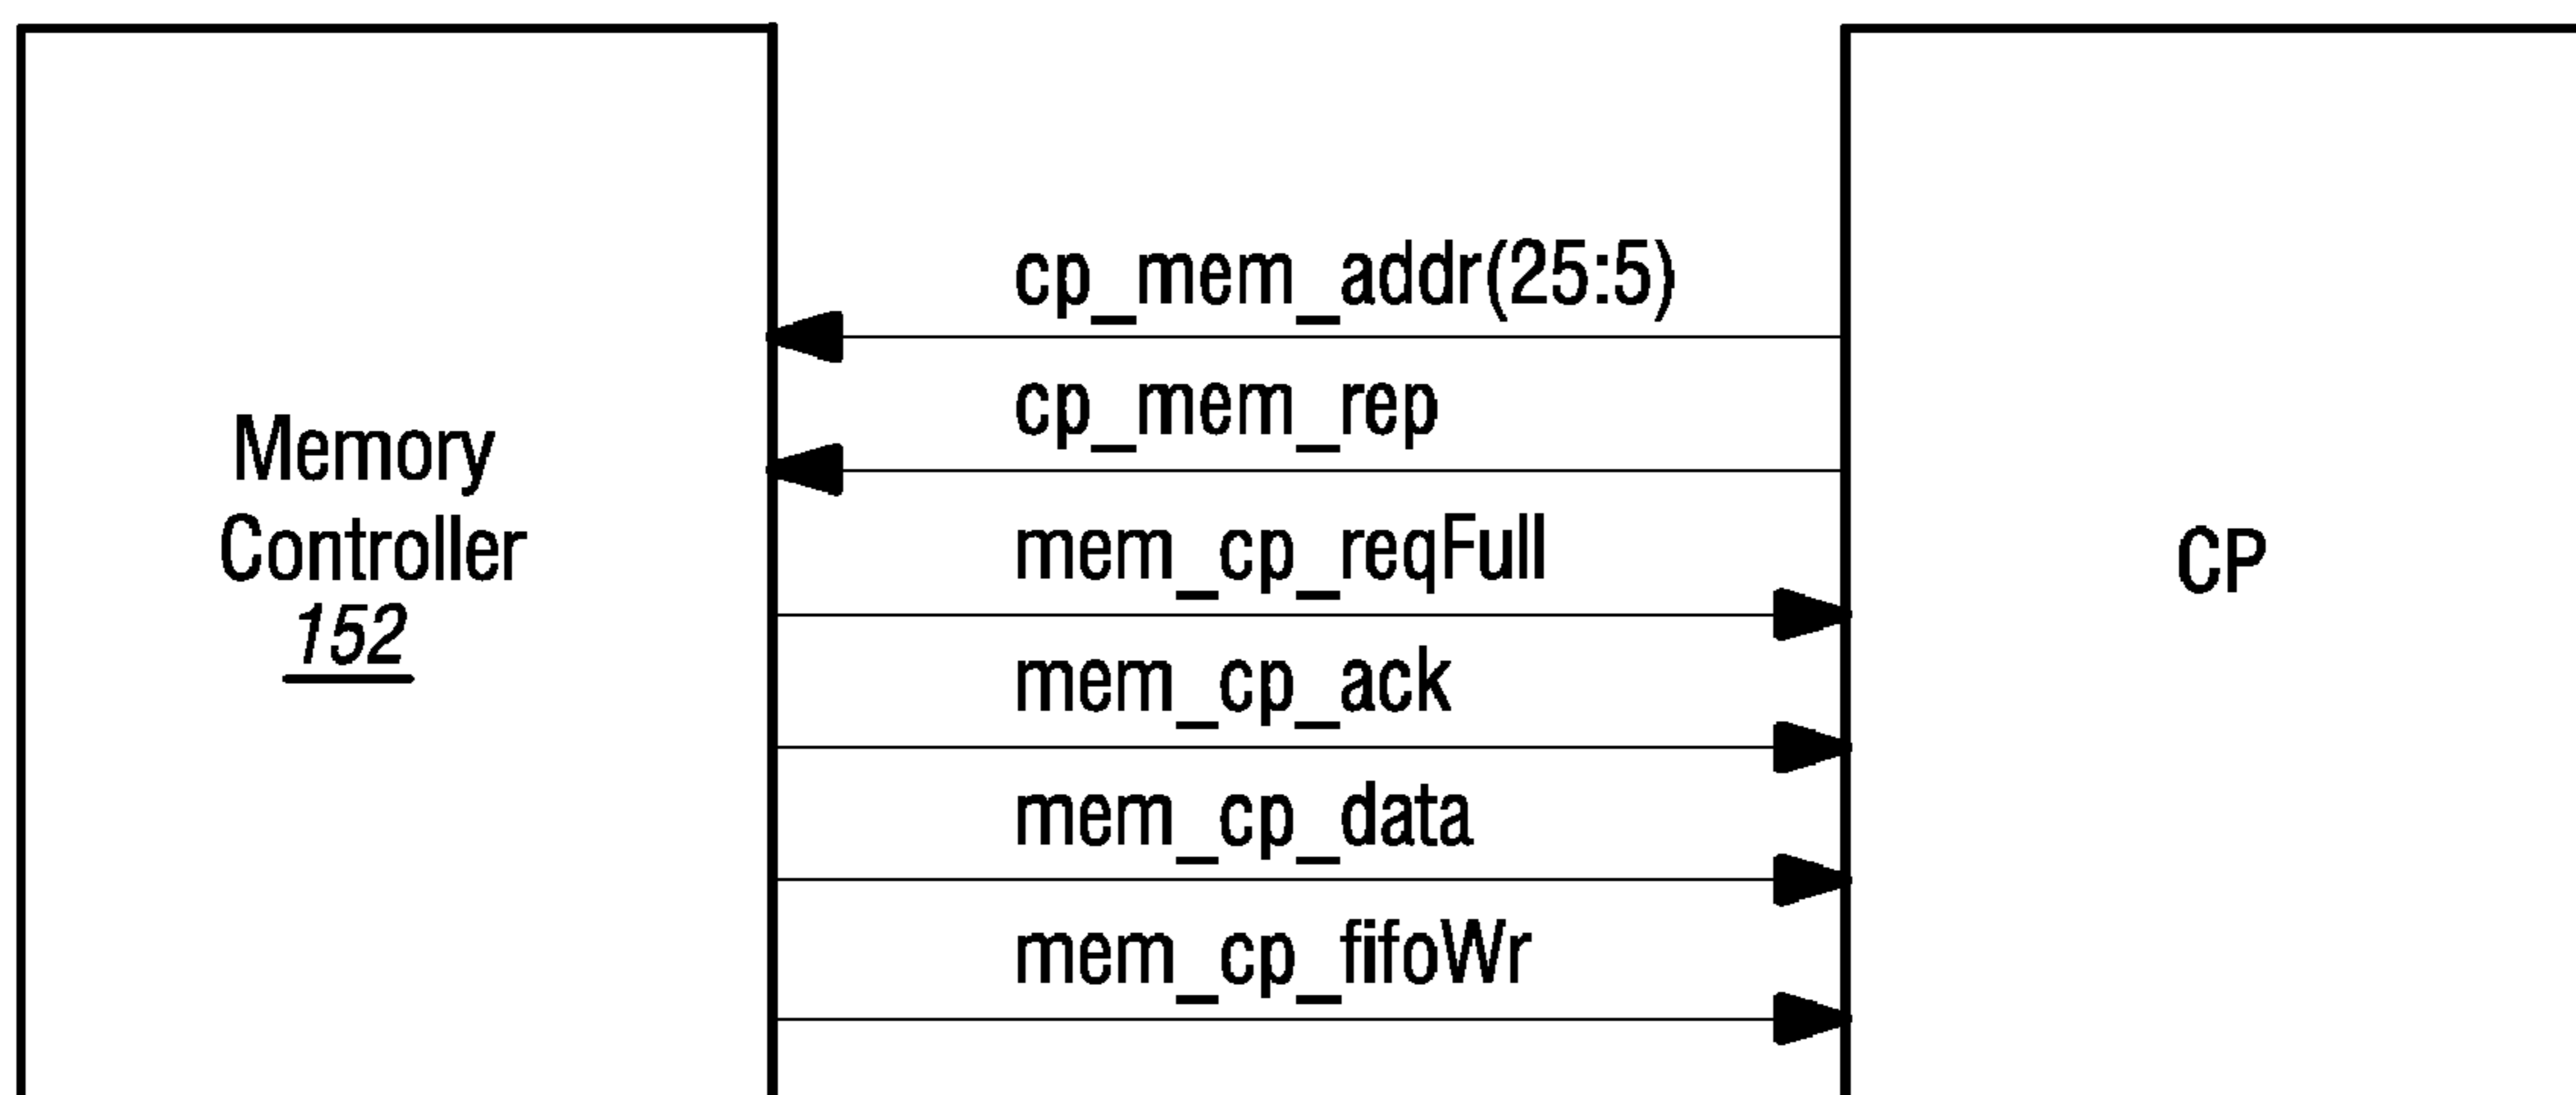 cp_mem_addr(25:5)
cp_mem_rep
Memory
Controller
152
mem_cp_reqFull
CP
mem_cp_ack
mem_cp_data
mem_cp_fifoWr